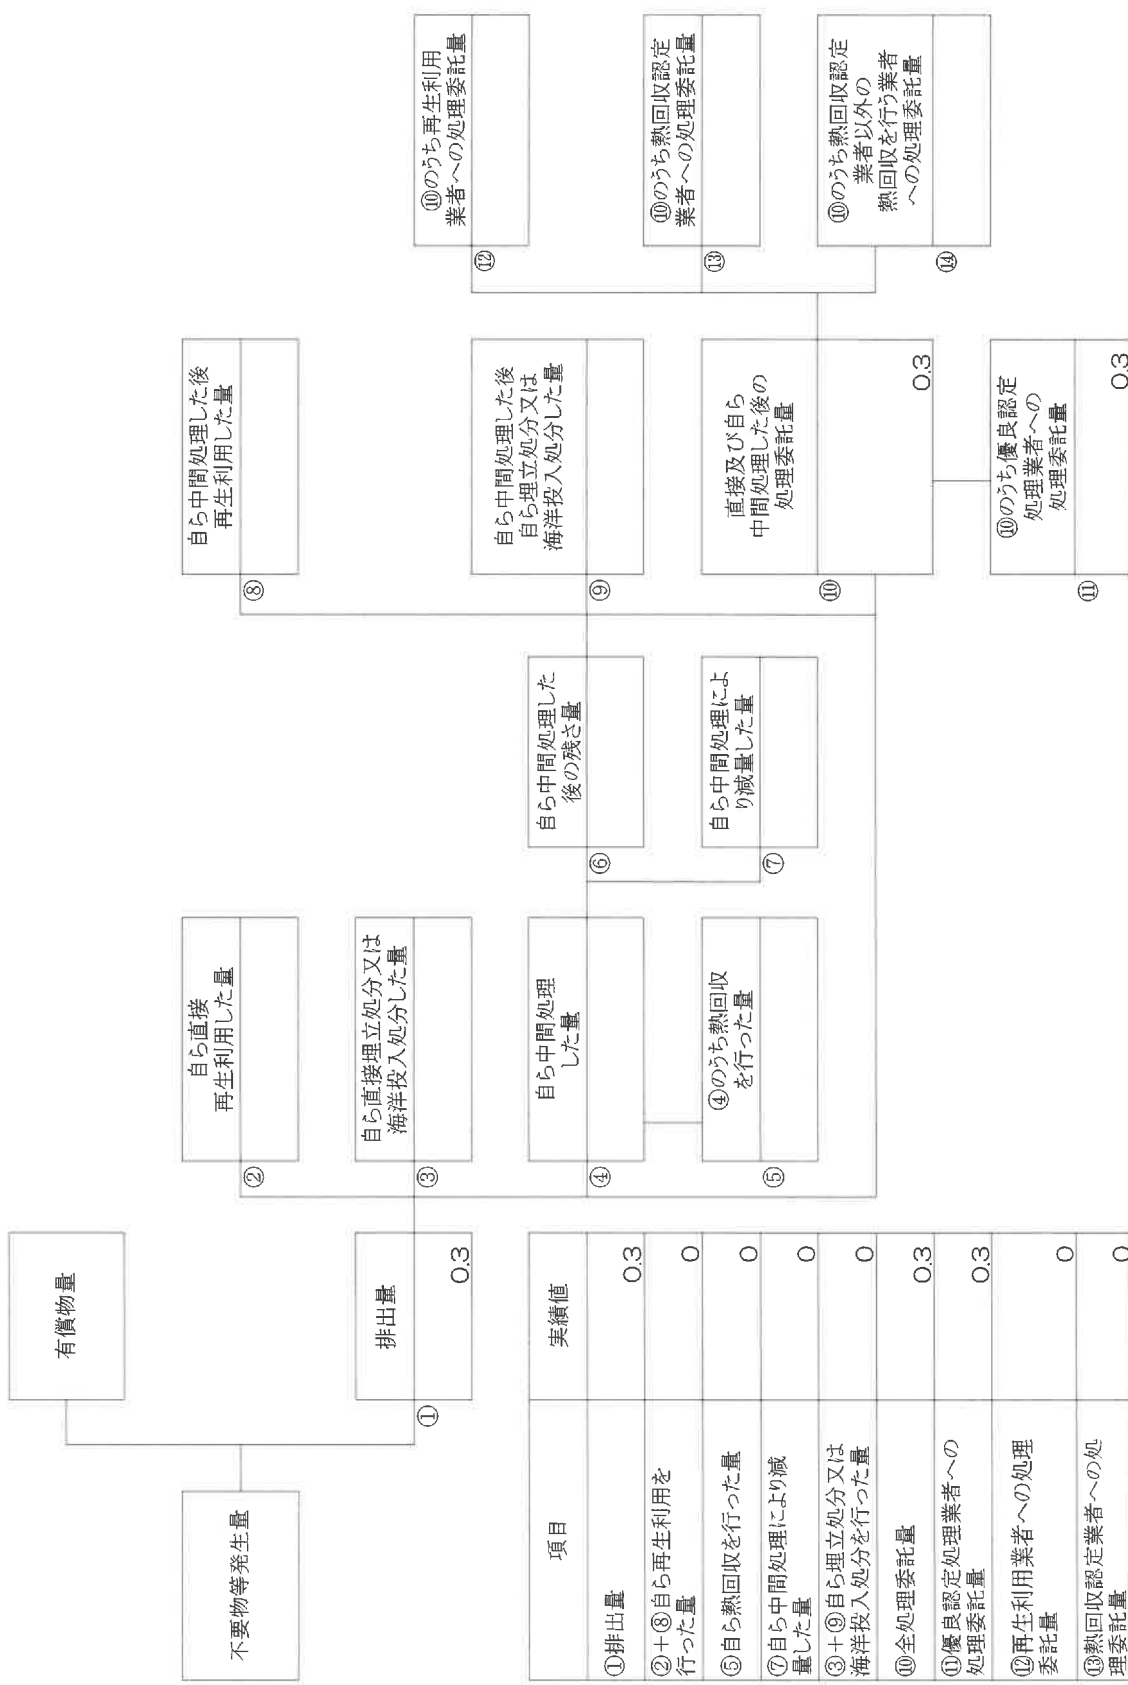 有償物量
不要物等発生量
①
排出量
0.3
②
自ら直接
再生利用した量
③
自ら直接埋立処分又は
海洋投入処分した量
④
自ら中間処理
した量
⑤
④のうち熱回収
を行った量
⑥
自ら中間処理した
後の残さ量
⑦
自ら中間処理によ
り減量した量
⑧
自ら中間処理した後
再生利用した量
⑨
自ら中間処理した後
自ら埋立処分又は
海洋投入処分した量
⑩
直接及び自ら
中間処理した後の
処理委託量
0.3
⑪
⑩のうち優良認定
処理業者への
処理委託量
0.3
⑫
⑩のうち再生利用
業者への処理委託量
⑬
⑩のうち熱回収認定
業者への処理委託量
⑭
⑩のうち熱回収認定
業者以外の
熱回収を行う業者
への処理委託量
項目 実績値
①排出量 0.3
②+⑧自ら再生利用を
行った量 0
⑤自ら熱回収を行った量 0
⑦自ら中間処理により減
量した量 0
③+⑨自ら埋立処分又は
海洋投入処分を行った量 0
⑩全処理委託量 0.3
⑪優良認定処理業者への
処理委託量 0.3
⑫再生利用業者への処理
委託量 0
⑬熱回収認定業者への処
理委託量 0